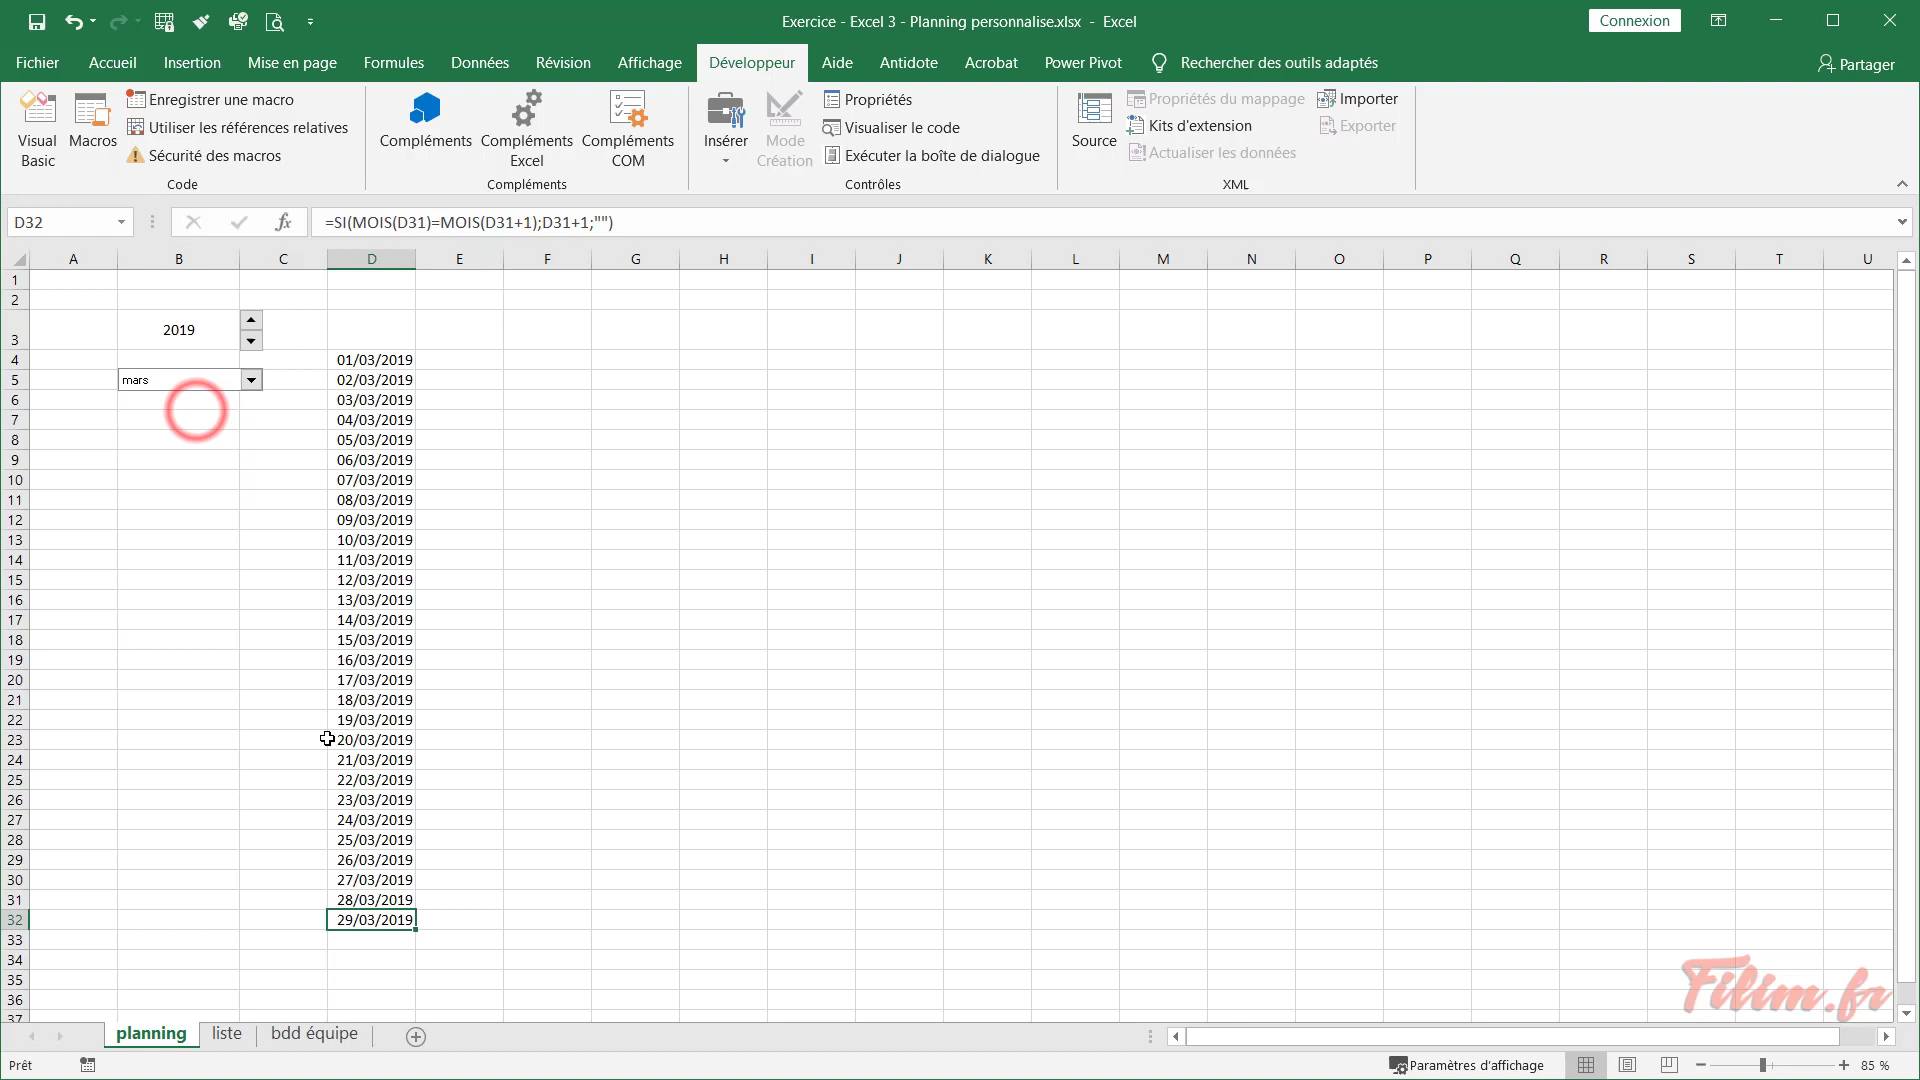 Exercice - Excel 3 - Planning personnalise.xlsx - Excel
Connexion
Fichier Accueil Insertion Mise en page Formules Données Révision Affichage Développeur Aide Antidote Acrobat Power Pivot Rechercher des outils adaptés Partager
Visual Basic
Macros
Enregistrer une macro
Utiliser les références relatives
Sécurité des macros
Code
Compléments
Compléments Excel
Compléments COM
Compléments
Insérer
Mode Création
Propriétés
Visualiser le code
Exécuter la boîte de dialogue
Contrôles
Source
Propriétés du mappage
Kits d'extension
Actualiser les données
Importer
Exporter
XML
D32
fx
=SI(MOIS(D31)=MOIS(D31+1);D31+1;"")
A B C D E F G H I J K L M N O P Q R S T U
1
2
3 2019
4 01/03/2019
5 mars 02/03/2019
6 03/03/2019
7 04/03/2019
8 05/03/2019
9 06/03/2019
10 07/03/2019
11 08/03/2019
12 09/03/2019
13 10/03/2019
14 11/03/2019
15 12/03/2019
16 13/03/2019
17 14/03/2019
18 15/03/2019
19 16/03/2019
20 17/03/2019
21 18/03/2019
22 19/03/2019
23 20/03/2019
24 21/03/2019
25 22/03/2019
26 23/03/2019
27 24/03/2019
28 25/03/2019
29 26/03/2019
30 27/03/2019
31 28/03/2019
32 29/03/2019
33
34
35
36
37
Filim.fr
planning liste bdd équipe
Prêt
Paramètres d'affichage
85 %